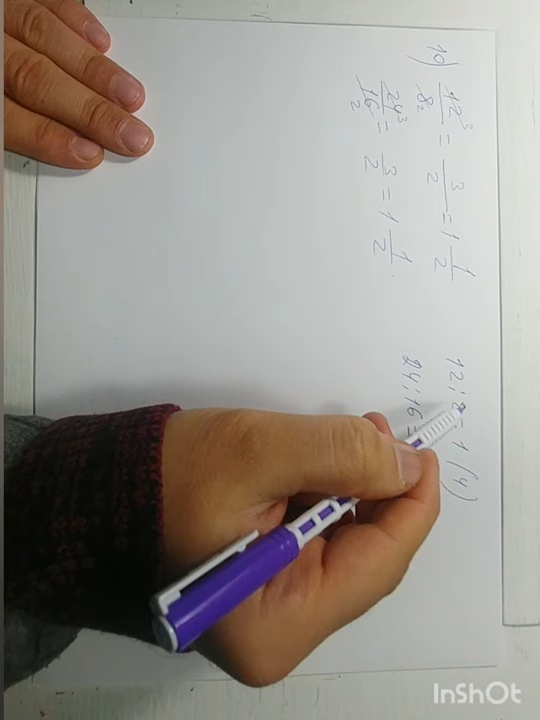 10) 12³/8₂ = 3/2 = 1 1/2    12:8 = 1 (4)
24³/16₂ = 3/2 = 1 1/2.    24:16 =
InShOt